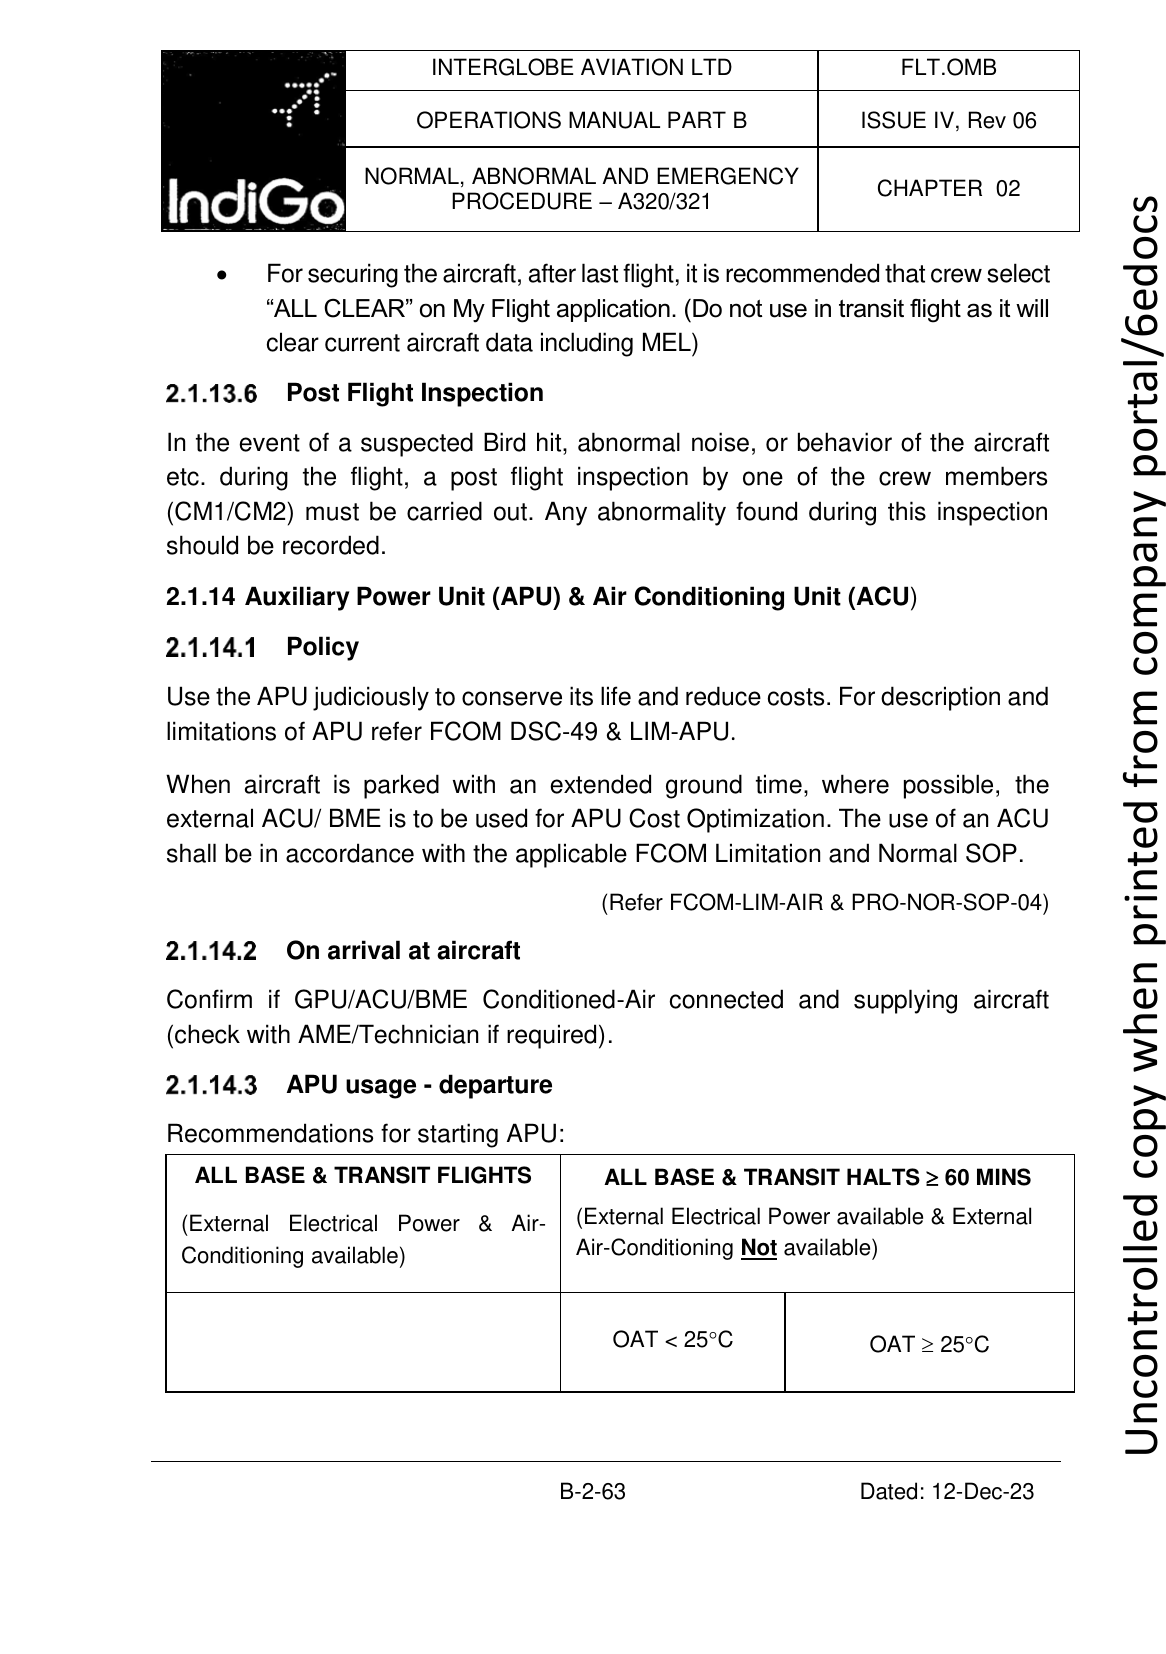 IndiGo
INTERGLOBE AVIATION LTD
FLT.OMB
OPERATIONS MANUAL PART B
ISSUE IV, Rev 06
NORMAL, ABNORMAL AND EMERGENCY
PROCEDURE – A320/321
CHAPTER 02
• For securing the aircraft, after last flight, it is recommended that crew select
“ALL CLEAR” on My Flight application. (Do not use in transit flight as it will
clear current aircraft data including MEL)
2.1.13.6 Post Flight Inspection
In the event of a suspected Bird hit, abnormal noise, or behavior of the aircraft
etc. during the flight, a post flight inspection by one of the crew members
(CM1/CM2) must be carried out. Any abnormality found during this inspection
should be recorded.
2.1.14 Auxiliary Power Unit (APU) & Air Conditioning Unit (ACU)
2.1.14.1 Policy
Use the APU judiciously to conserve its life and reduce costs. For description and
limitations of APU refer FCOM DSC-49 & LIM-APU.
When aircraft is parked with an extended ground time, where possible, the
external ACU/ BME is to be used for APU Cost Optimization. The use of an ACU
shall be in accordance with the applicable FCOM Limitation and Normal SOP.
(Refer FCOM-LIM-AIR & PRO-NOR-SOP-04)
2.1.14.2 On arrival at aircraft
Confirm if GPU/ACU/BME Conditioned-Air connected and supplying aircraft
(check with AME/Technician if required).
2.1.14.3 APU usage - departure
Recommendations for starting APU:
ALL BASE & TRANSIT FLIGHTS
(External Electrical Power & Air-
Conditioning available)
ALL BASE & TRANSIT HALTS ≥ 60 MINS
(External Electrical Power available & External
Air-Conditioning Not available)
OAT < 25°C
OAT ≥ 25°C
B-2-63
Dated: 12-Dec-23
Uncontrolled copy when printed from company portal/6edocs